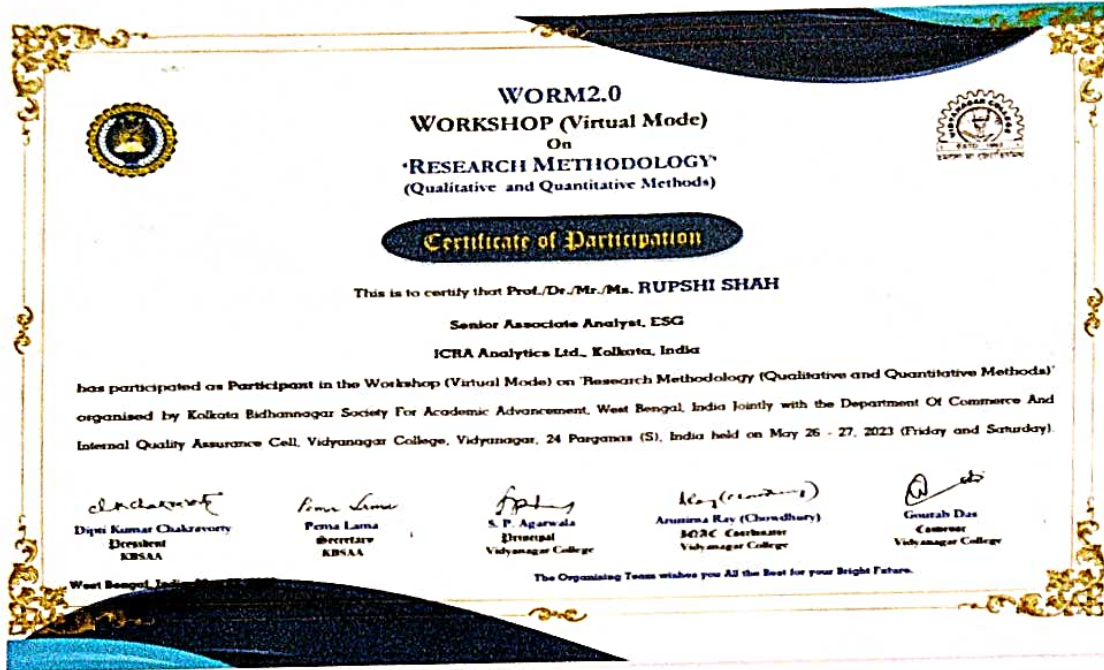 WORM2.0
WORKSHOP (Virtual Mode)
On
'RESEARCH METHODOLOGY'
(Qualitative and Quantitative Methods)
VIDYANAGAR COLLEGE
Certificate of Participation
This is to certify that Prof./Dr./Mr./Ms. RUPSHI SHAH
Senior Associate Analyst, ESG
ICRA Analytics Ltd., Kolkata, India
has participated as Participant in the Workshop (Virtual Mode) on 'Research Methodology (Qualitative and Quantitative Methods)'
organised by Kolkata Bidhannagar Society For Academic Advancement, West Bengal, India Jointly with the Department Of Commerce And
Internal Quality Assurance Cell, Vidyanagar College, Vidyanagar, 24 Parganas (S), India held on May 26 - 27, 2023 (Friday and Saturday).
Dipti Kumar Chakravorty
President
KBSAA
Pema Lama
Secretary
KBSAA
S. P. Agarwala
Principal
Vidyanagar College
Arunima Ray (Chowdhury)
IQAC Coordinator
Vidyanagar College
Gourab Das
Convenor
Vidyanagar College
West Bengal, India
The Organising Team wishes you All the Best for your Bright Future.